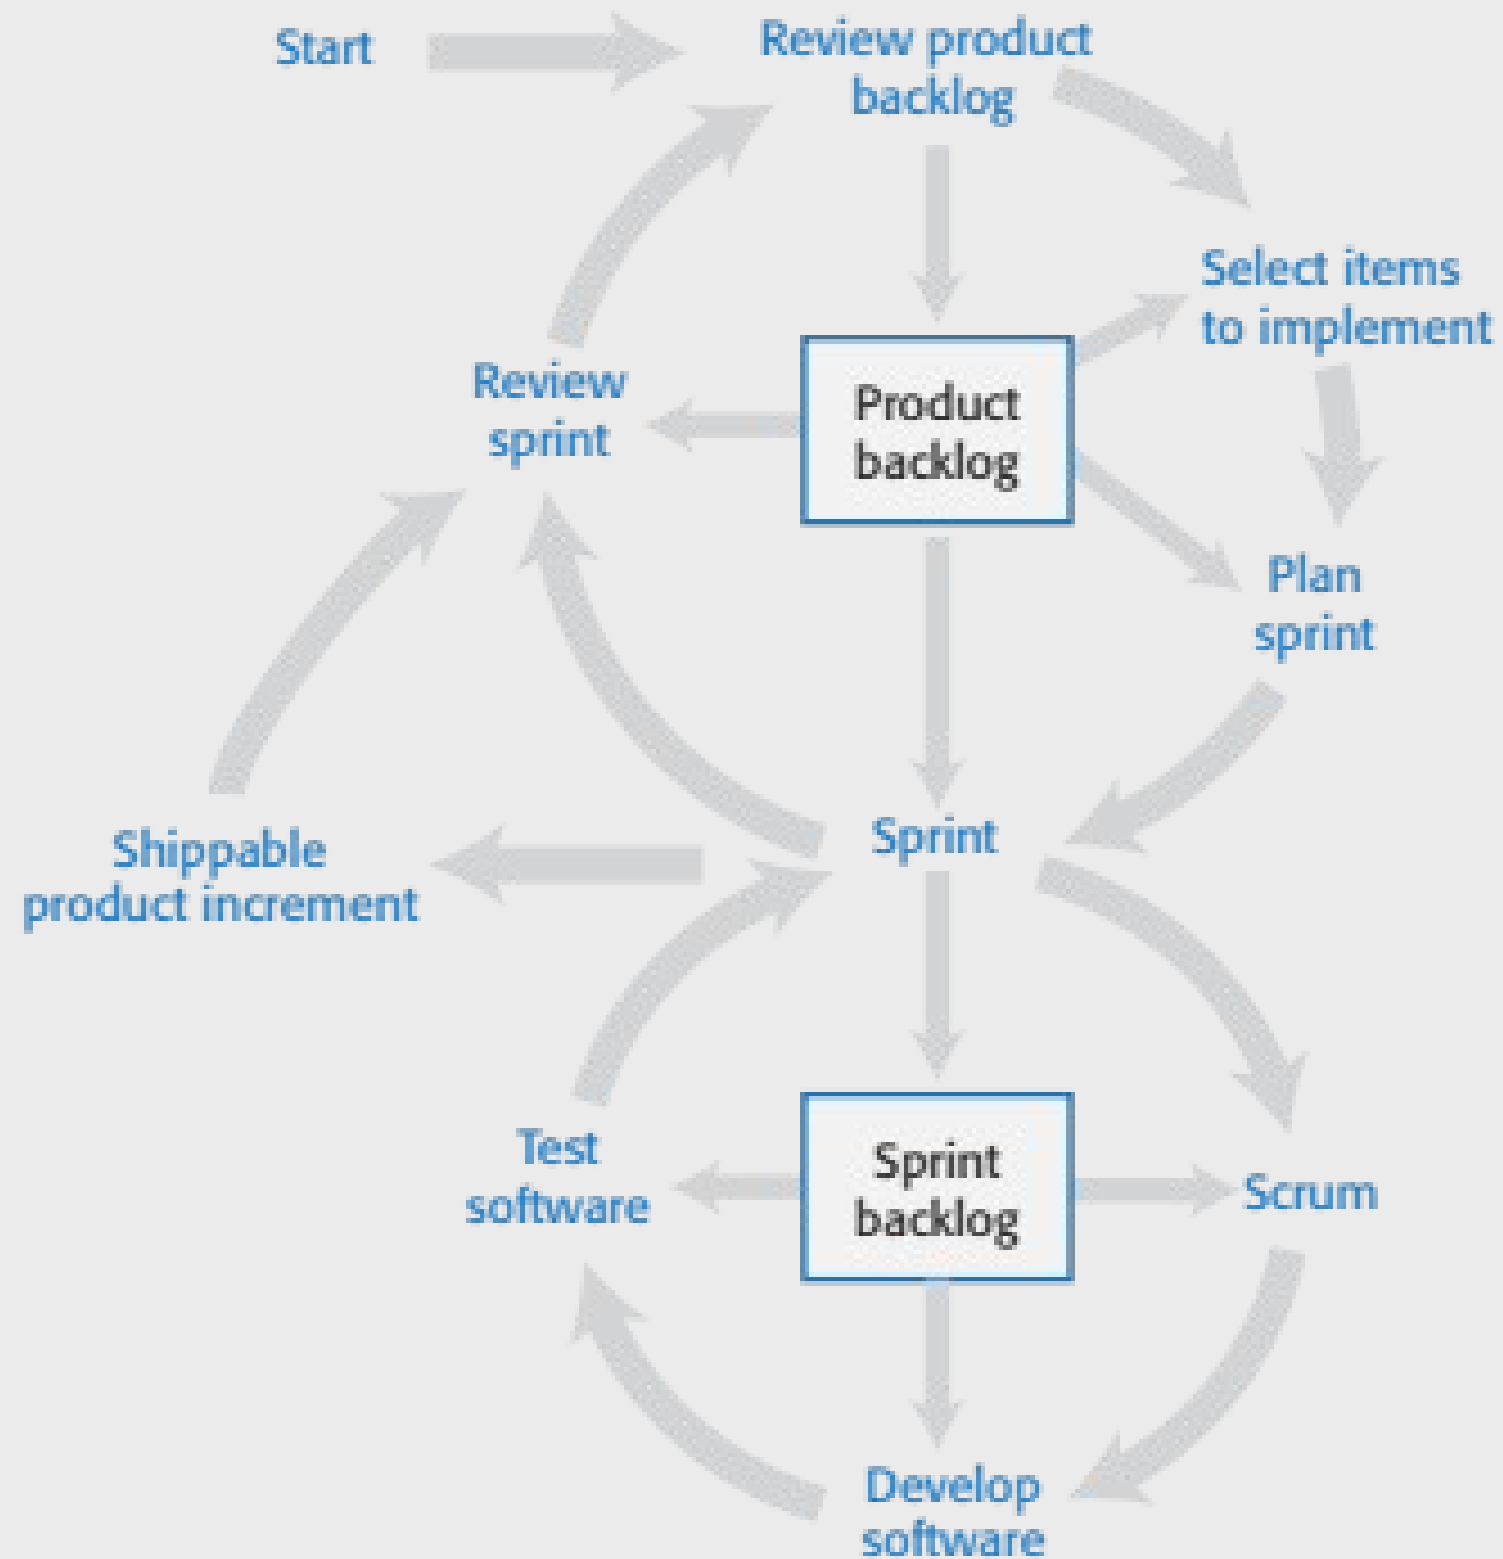 Start
Review product
backlog
Select items
to implement
Review
sprint
Product
backlog
Plan
sprint
Sprint
Shippable
product increment
Test
software
Sprint
backlog
Scrum
Develop
software